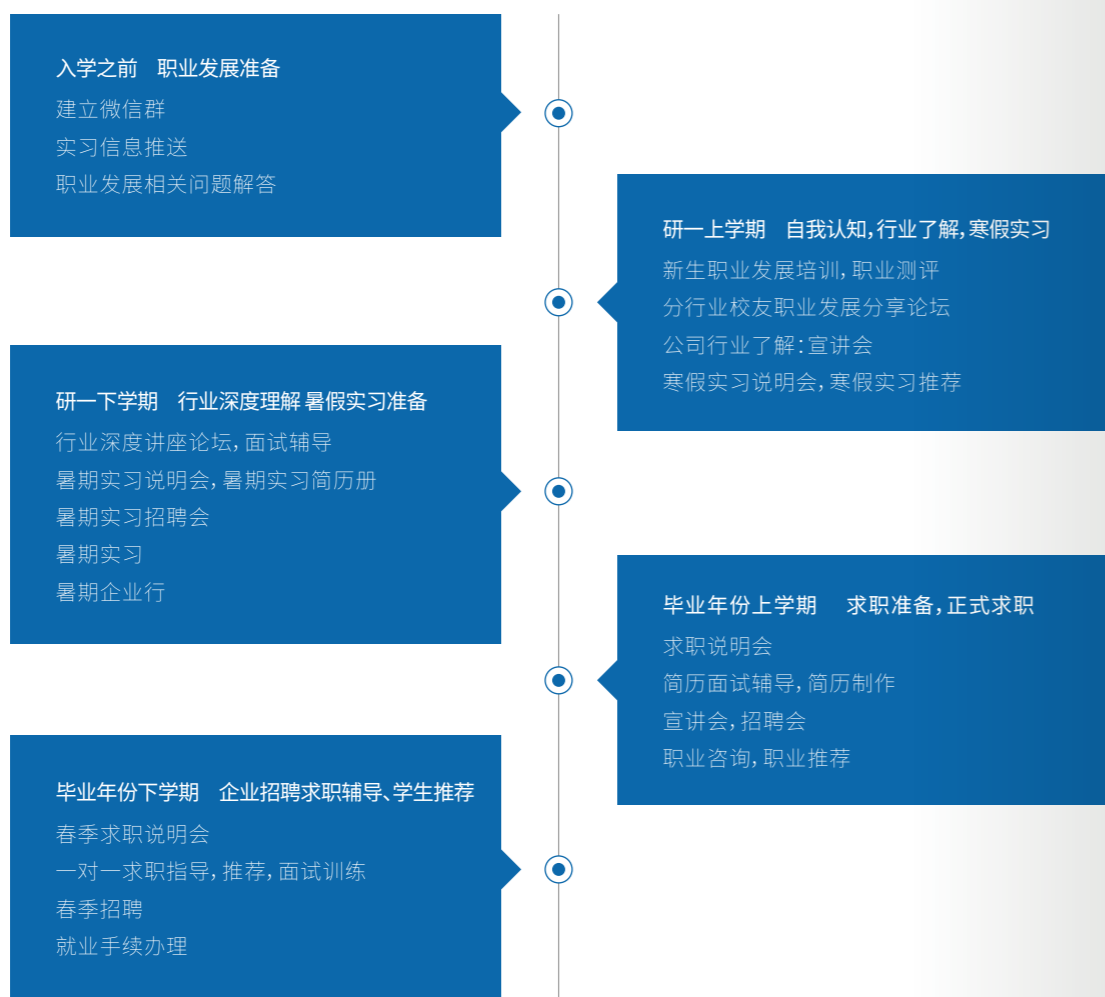 入学之前　职业发展准备
建立微信群
实习信息推送
职业发展相关问题解答
研一上学期　自我认知，行业了解，寒假实习
新生职业发展培训，职业测评
分行业校友职业发展分享论坛
公司行业了解：宣讲会
寒假实习说明会，寒假实习推荐
研一下学期　行业深度理解 暑假实习准备
行业深度讲座论坛，面试辅导
暑期实习说明会，暑期实习简历册
暑期实习招聘会
暑期实习
暑期企业行
毕业年份上学期　求职准备，正式求职
求职说明会
简历面试辅导，简历制作
宣讲会，招聘会
职业咨询，职业推荐
毕业年份下学期　企业招聘求职辅导、学生推荐
春季求职说明会
一对一求职指导，推荐，面试训练
春季招聘
就业手续办理